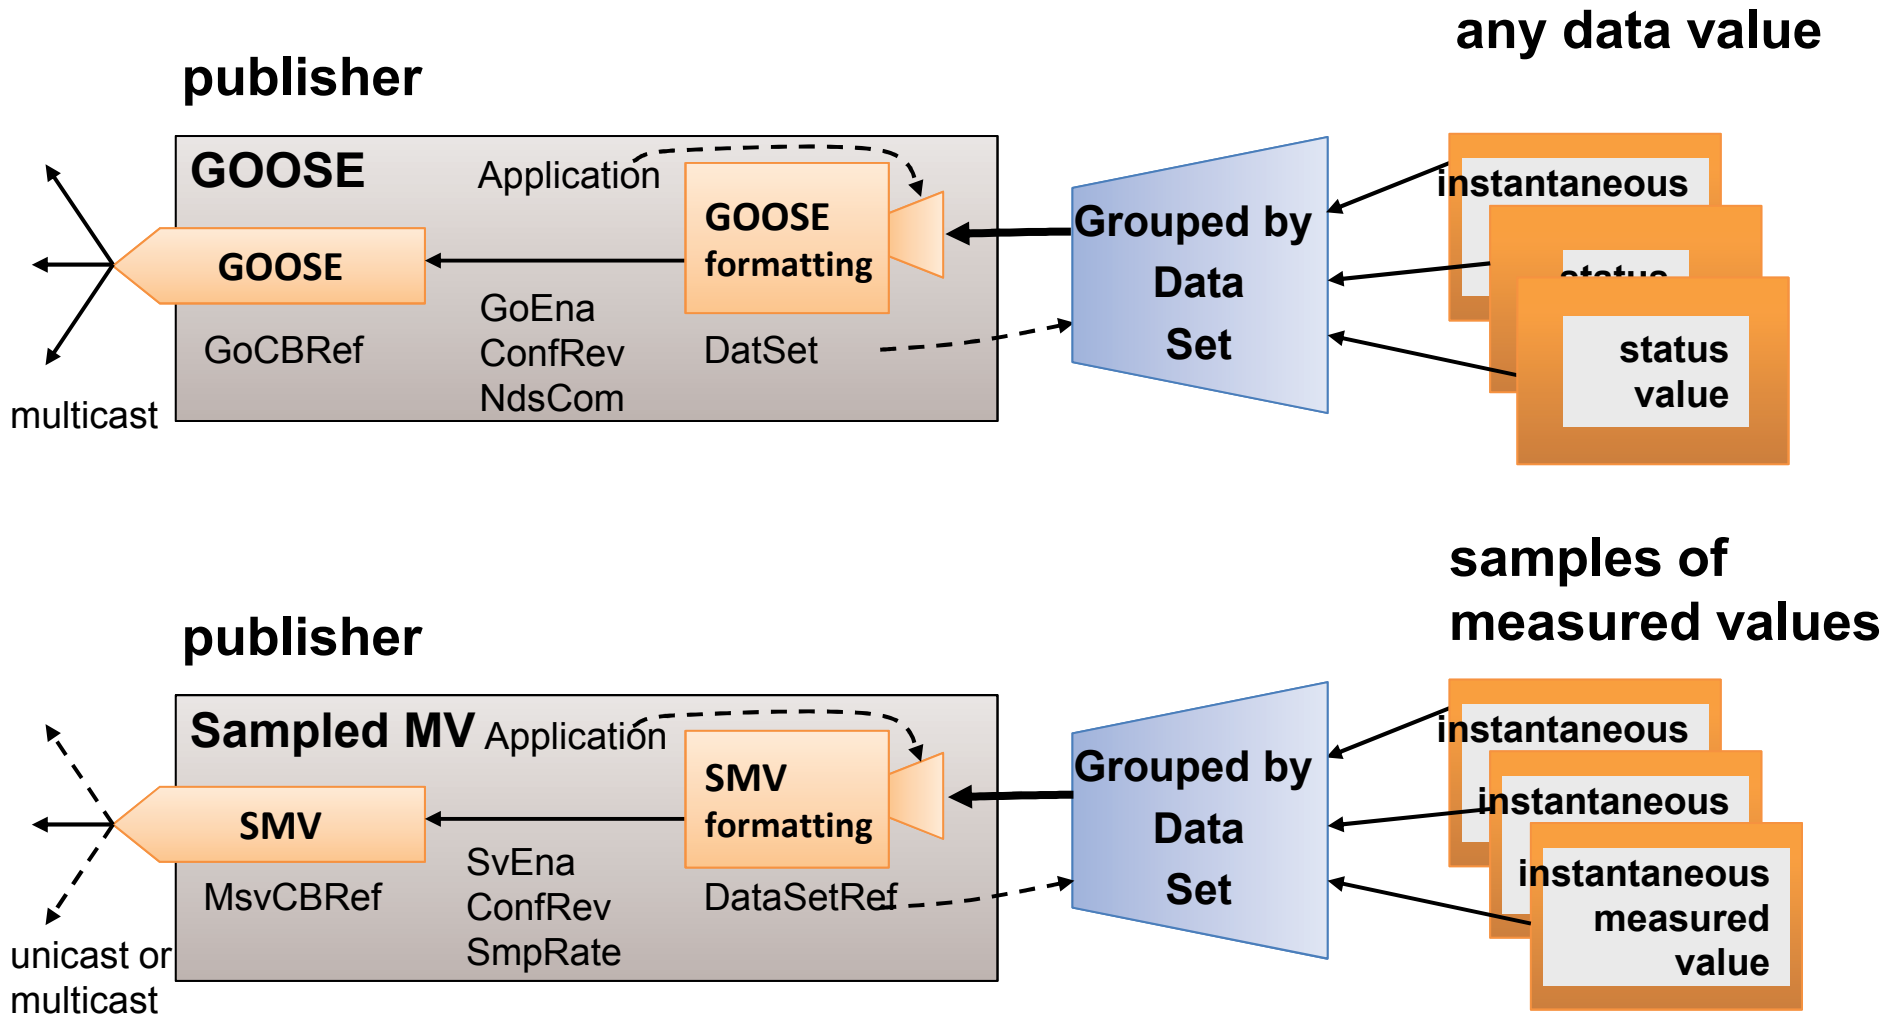 any data value
publisher
GOOSE
Application
GOOSE
formatting
GOOSE
GoCBRef
GoEna
ConfRev
NdsCom
DatSet
multicast
Grouped by
Data
Set
instantaneous
status
status
value
samples of
measured values
publisher
Sampled MV
Application
SMV
formatting
SMV
MsvCBRef
SvEna
ConfRev
SmpRate
DataSetRef
unicast or
multicast
Grouped by
Data
Set
instantaneous
instantaneous
instantaneous
measured
value